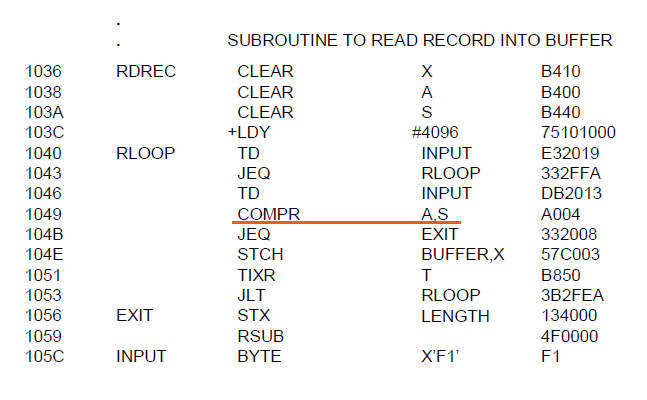 .
. SUBROUTINE TO READ RECORD INTO BUFFER
1036 RDREC CLEAR X B410
1038 CLEAR A B400
103A CLEAR S B440
103C +LDY #4096 75101000
1040 RLOOP TD INPUT E32019
1043 JEQ RLOOP 332FFA
1046 TD INPUT DB2013
1049 COMPR A,S A004
104B JEQ EXIT 332008
104E STCH BUFFER,X 57C003
1051 TIXR T B850
1053 JLT RLOOP 3B2FEA
1056 EXIT STX LENGTH 134000
1059 RSUB 4F0000
105C INPUT BYTE X'F1’ F1